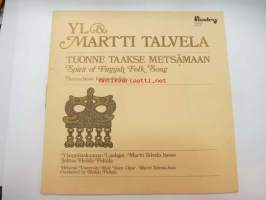 YL &
MARTTI TALVELA
TUONNE TAAKSE METSÄMAAN
Spirit of Finnish Folk Song
Ylioppilaskunnan Laulajat Martti Talvela basso
Johtaa Heikki Peltola
Helsinki University Male Voice Choir Martti Talvela bass
Conducted by Heikki Peltola